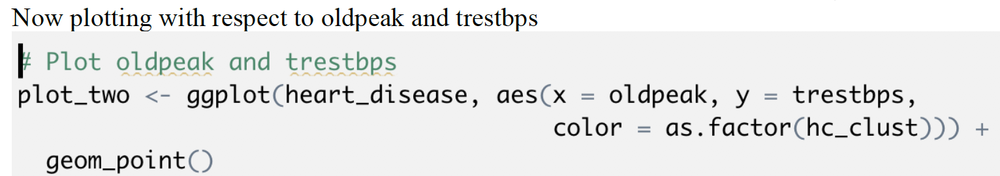 Now plotting with respect to oldpeak and trestbps
# Plot oldpeak and trestbps
plot_two <- ggplot(heart_disease, aes(x = oldpeak, y = trestbps,
color = as.factor(hc_clust))) +
geom_point()